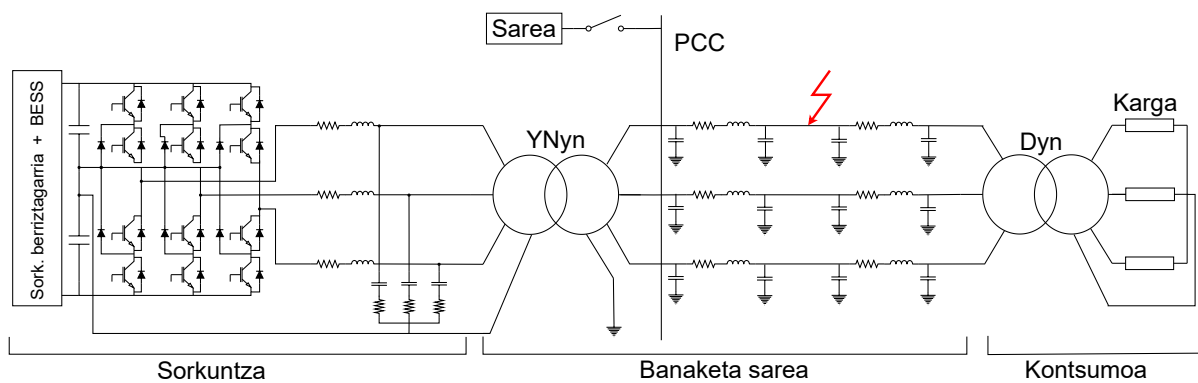 Sarea
PCC
Sork. berriztagarria + BESS
YNyn
Dyn
Karga
Sorkuntza
Banaketa sarea
Kontsumoa